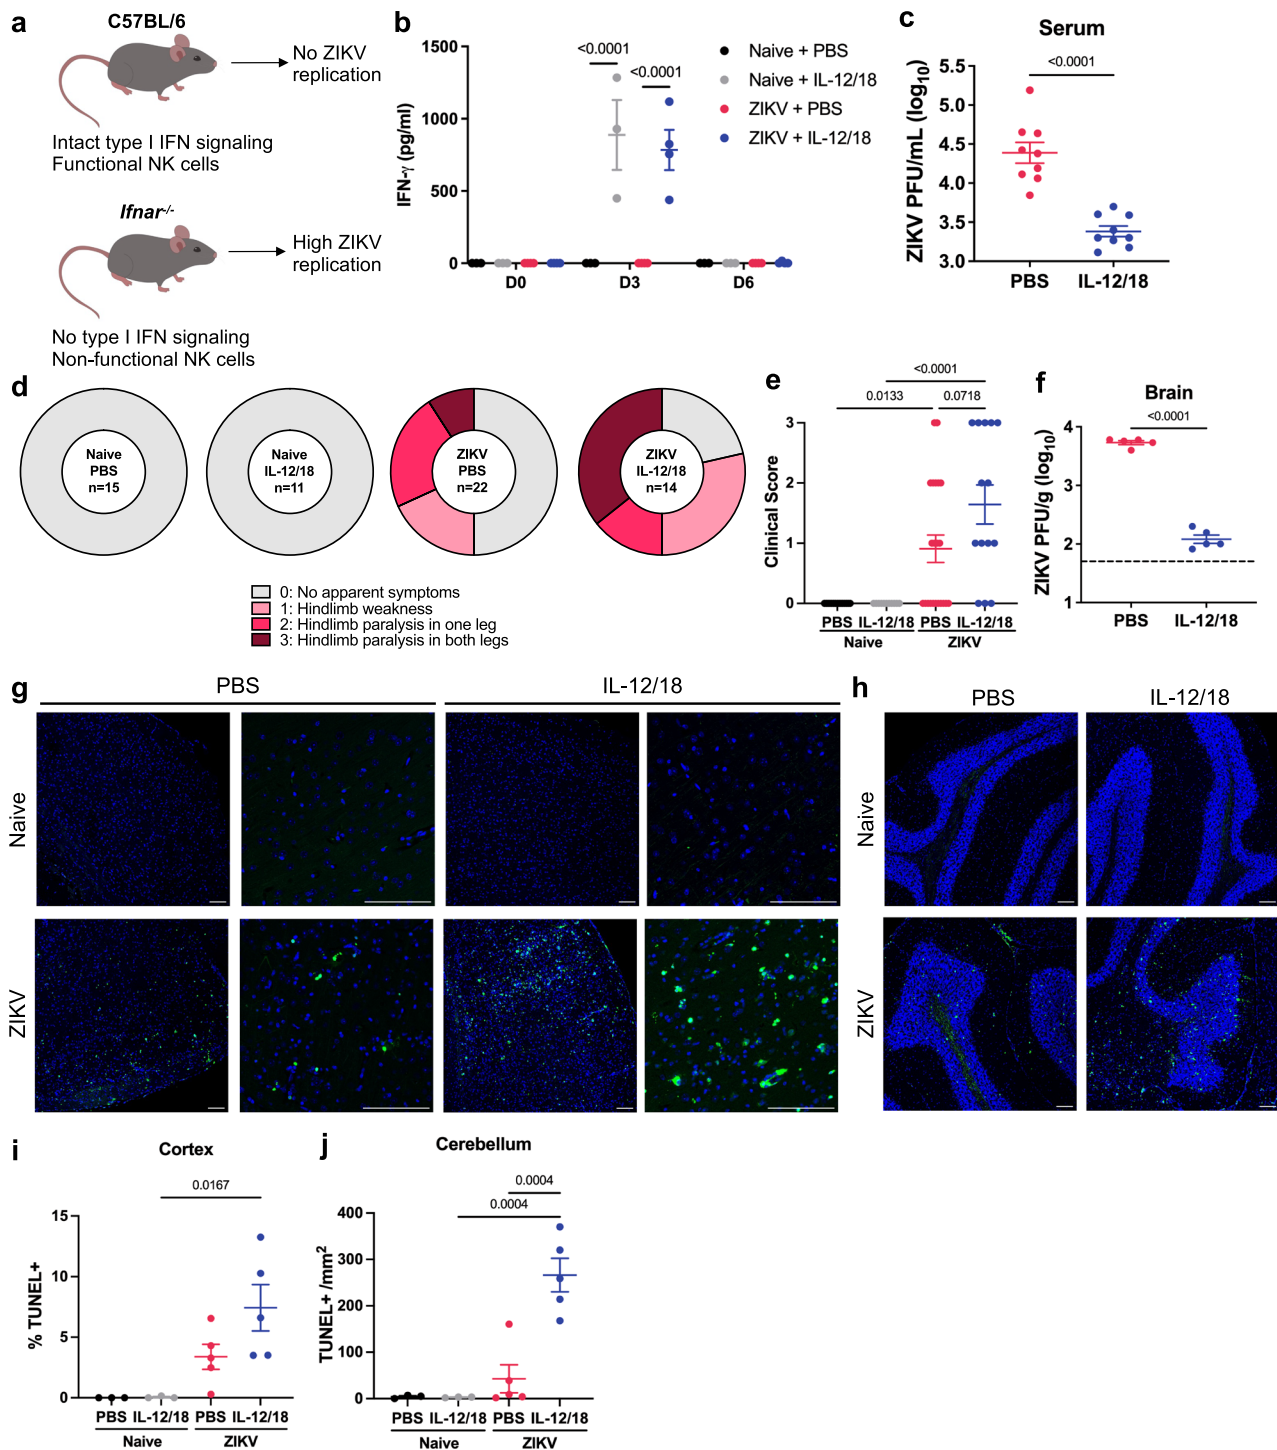 a
C57BL/6
No ZIKV
replication
Intact type I IFN signaling
Functional NK cells
Ifnar-/-
High ZIKV
replication
No type I IFN signaling
Non-functional NK cells
b
IFN-γ (pg/ml)
1500
1000
500
0
<0.0001
<0.0001
D0
D3
D6
Naive + PBS
Naive + IL-12/18
ZIKV + PBS
ZIKV + IL-12/18
c
Serum
<0.0001
ZIKV PFU/mL (log10)
5.5
5.0
4.5
4.0
3.5
3.0
PBS
IL-12/18
d
Naive
PBS
n=15
Naive
IL-12/18
n=11
ZIKV
PBS
n=22
ZIKV
IL-12/18
n=14
0: No apparent symptoms
1: Hindlimb weakness
2: Hindlimb paralysis in one leg
3: Hindlimb paralysis in both legs
e
<0.0001
0.0133
0.0718
Clinical Score
3
2
1
0
PBS IL-12/18 PBS IL-12/18
Naive
ZIKV
f
Brain
<0.0001
ZIKV PFU/g (log10)
4
3
2
1
PBS
IL-12/18
g
PBS
IL-12/18
Naive
ZIKV
h
PBS
IL-12/18
Naive
ZIKV
i
Cortex
0.0167
% TUNEL+
15
10
5
0
PBS IL-12/18 PBS IL-12/18
Naive
ZIKV
j
Cerebellum
0.0004
0.0004
TUNEL+ /mm2
400
300
200
100
0
PBS IL-12/18 PBS IL-12/18
Naive
ZIKV